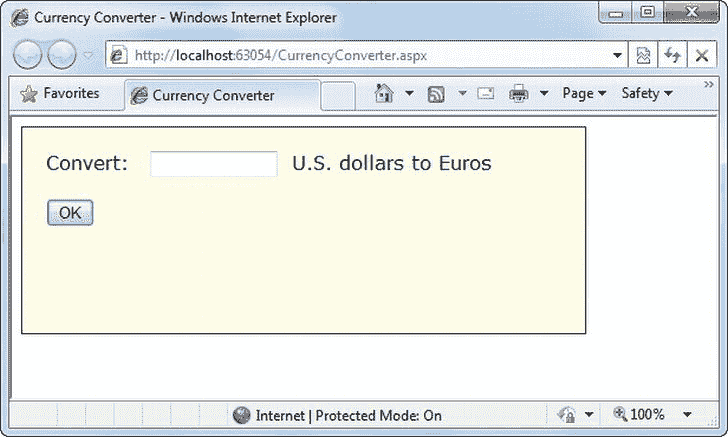 Currency Converter - Windows Internet Explorer
http://localhost:63054/CurrencyConverter.aspx
Favorites Currency Converter Page Safety »
Convert: U.S. dollars to Euros
OK
Internet | Protected Mode: On 100%